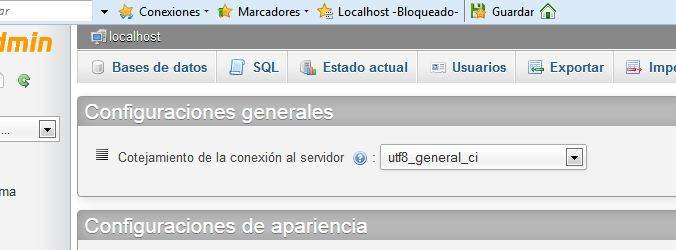 ar Conexiones Marcadores Localhost -Bloqueado- Guardar
dmin
localhost
Bases de datos SQL Estado actual Usuarios Exportar Impo
Configuraciones generales
... Cotejamiento de la conexión al servidor : utf8_general_ci
ma
Configuraciones de apariencia